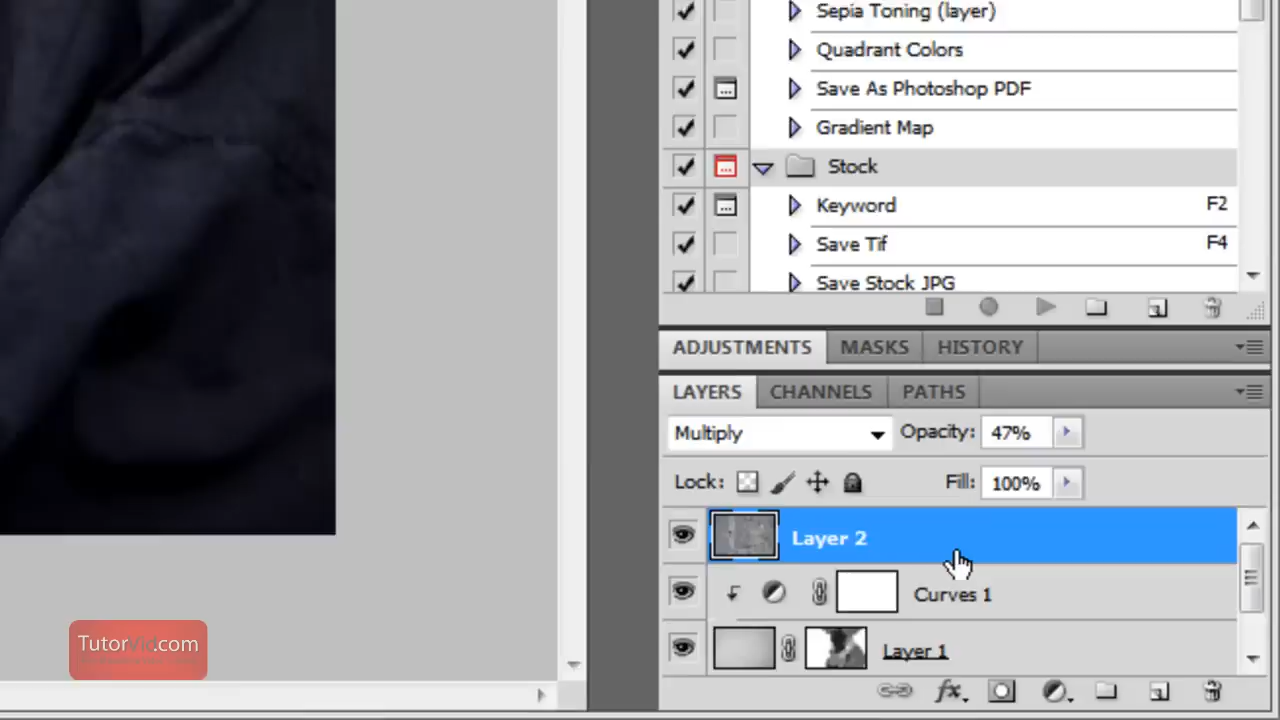 Sepia Toning (layer)
Quadrant Colors
Save As Photoshop PDF
Gradient Map
Stock
Keyword F2
Save Tif F4
Save Stock JPG
ADJUSTMENTS MASKS HISTORY
LAYERS CHANNELS PATHS
Multiply Opacity: 47%
Lock: Fill: 100%
Layer 2
Curves 1
Layer 1
fx
TutorVid.com